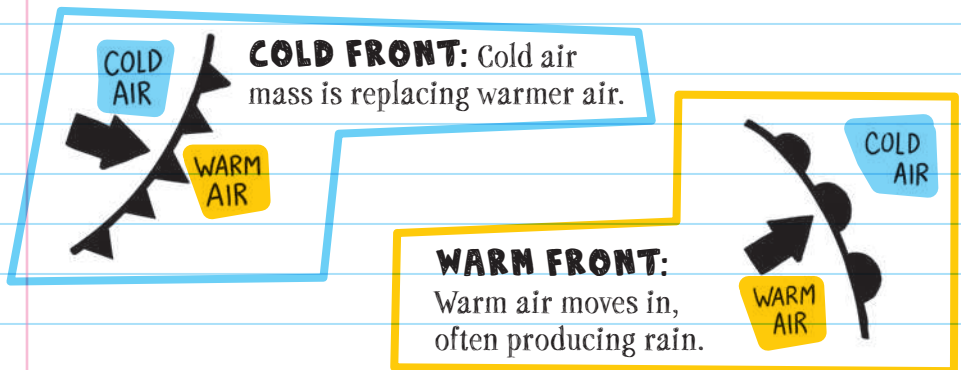 COLD
AIR
WARM
AIR
COLD FRONT: Cold air
mass is replacing warmer air.
COLD
AIR
WARM
AIR
WARM FRONT:
Warm air moves in,
often producing rain.